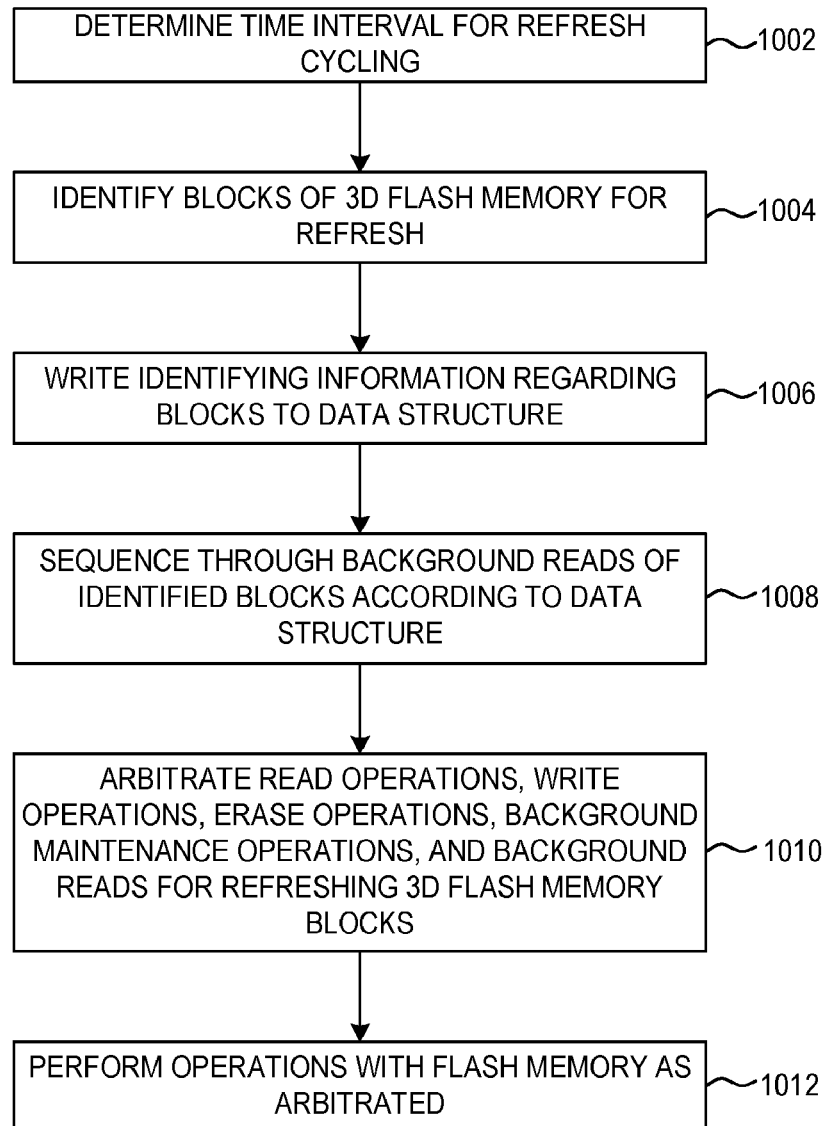 DETERMINE TIME INTERVAL FOR REFRESH
CYCLING
1002
IDENTIFY BLOCKS OF 3D FLASH MEMORY FOR
REFRESH
1004
WRITE IDENTIFYING INFORMATION REGARDING
BLOCKS TO DATA STRUCTURE
1006
SEQUENCE THROUGH BACKGROUND READS OF
IDENTIFIED BLOCKS ACCORDING TO DATA
STRUCTURE
1008
ARBITRATE READ OPERATIONS, WRITE
OPERATIONS, ERASE OPERATIONS, BACKGROUND
MAINTENANCE OPERATIONS, AND BACKGROUND
READS FOR REFRESHING 3D FLASH MEMORY
BLOCKS
1010
PERFORM OPERATIONS WITH FLASH MEMORY AS
ARBITRATED
1012